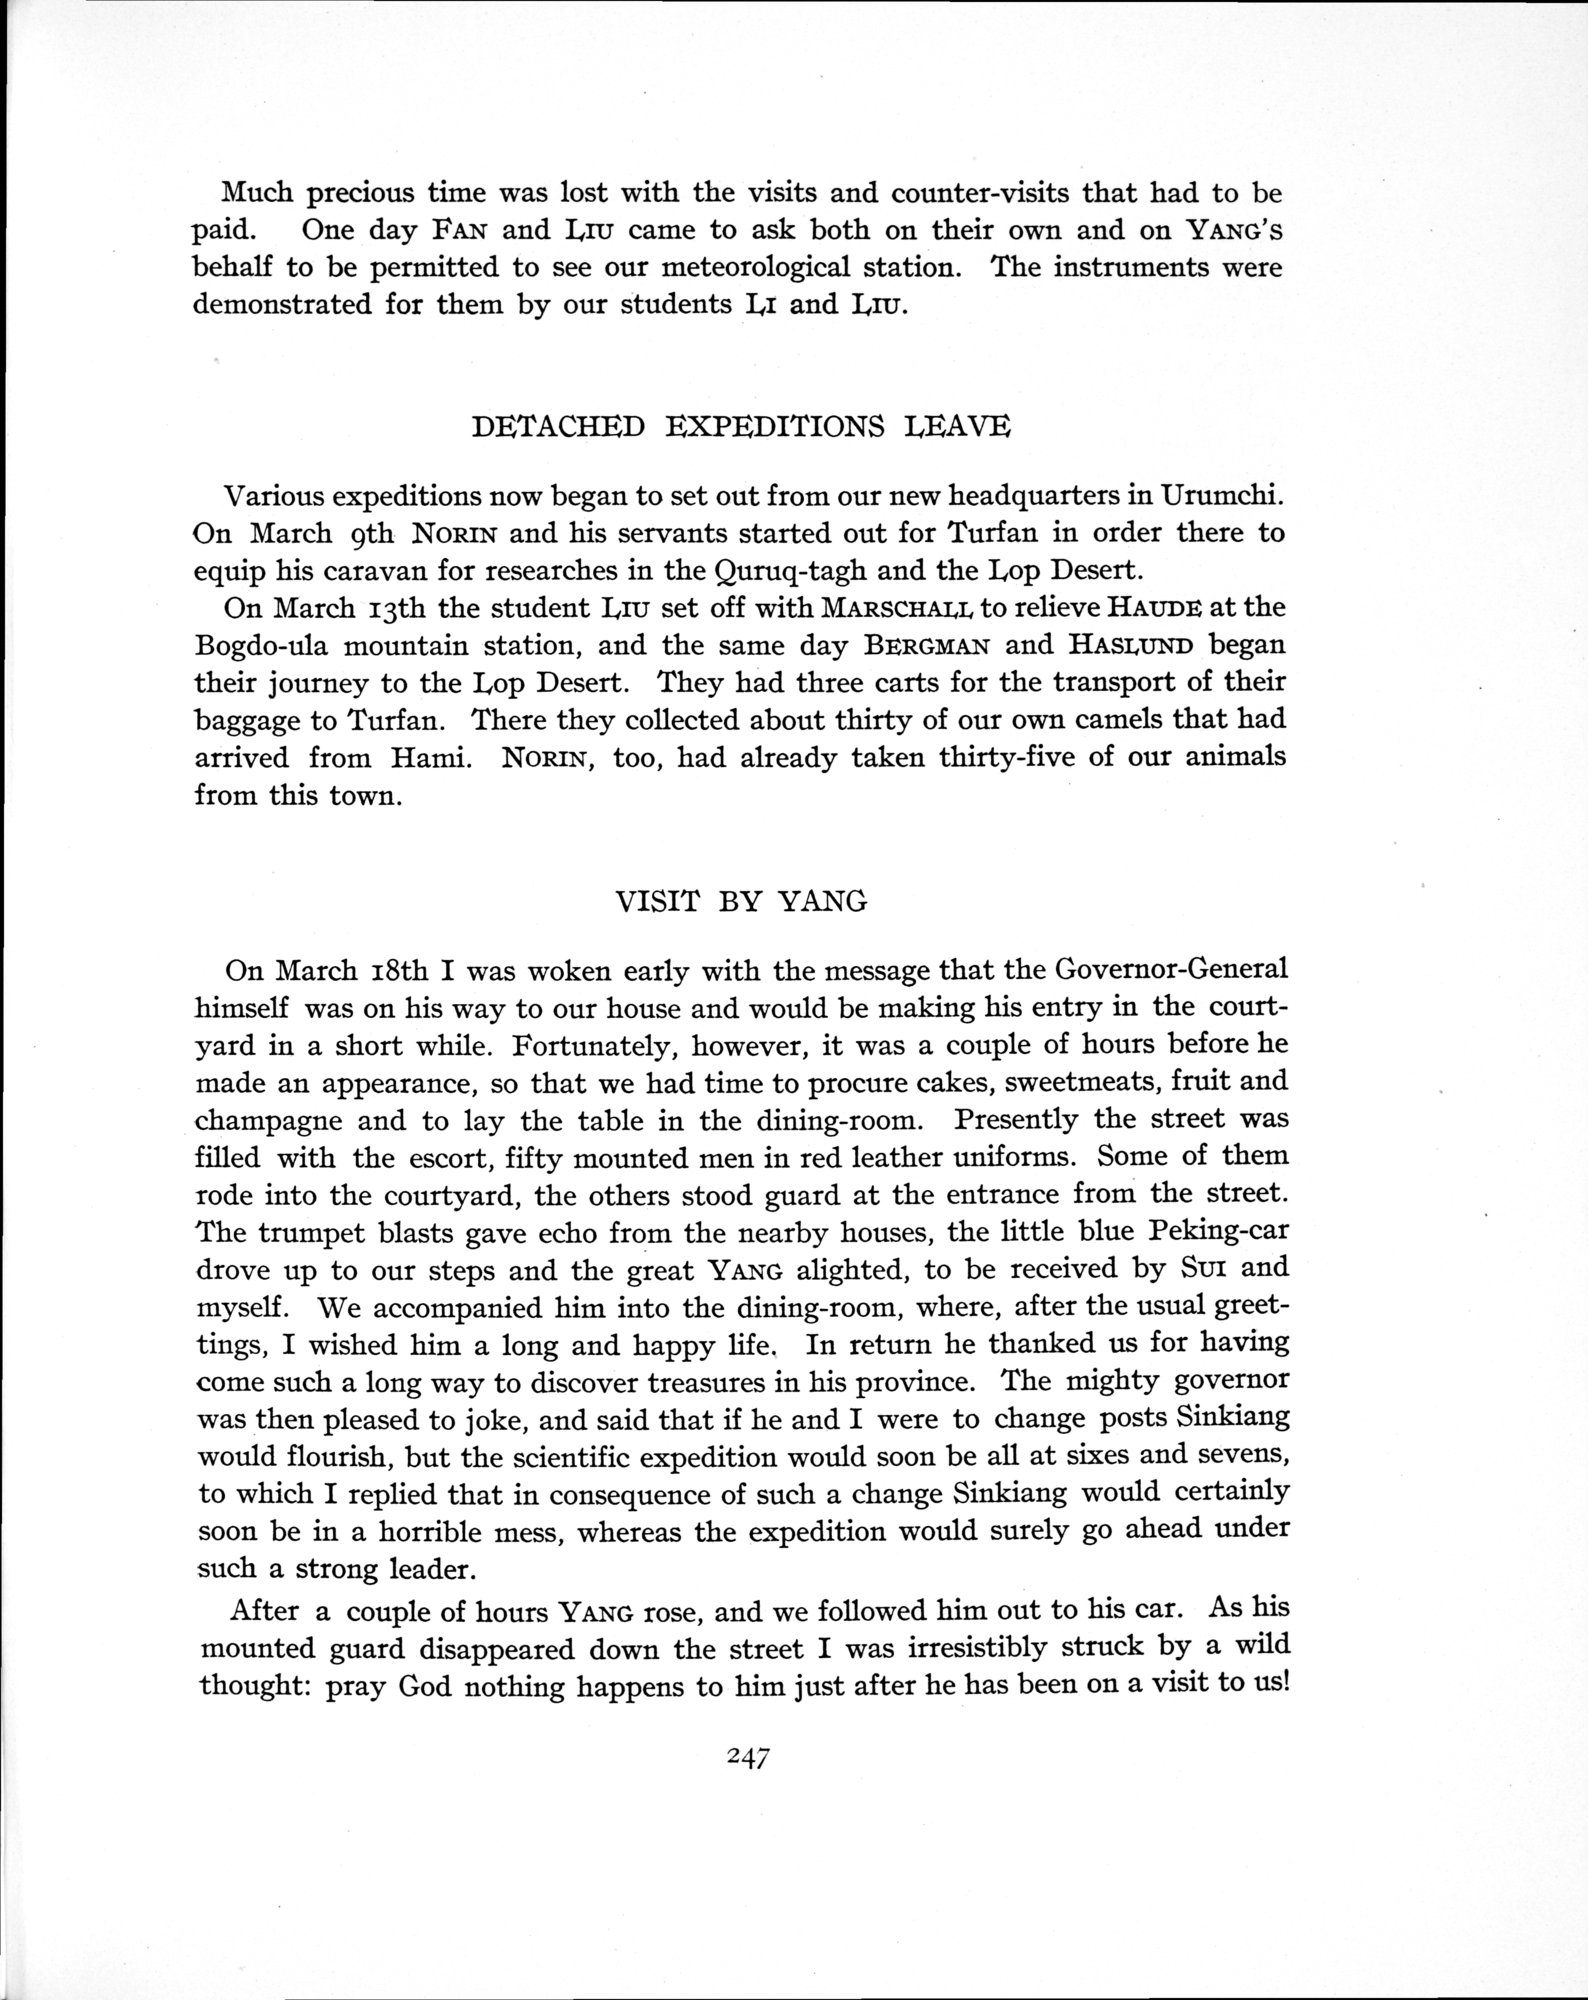 Much precious time was lost with the visits and counter-visits that had to be
paid. One day FAN and LIU came to ask both on their own and on YANG'S
behalf to be permitted to see our meteorological station. The instruments were
demonstrated for them by our students LI and LIU.
DETACHED EXPEDITIONS LEAVE
Various expeditions now began to set out from our new headquarters in Urumchi.
On March 9th NORIN and his servants started out for Turfan in order there to
equip his caravan for researches in the Quruq-tagh and the Lop Desert.
On March 13th the student LIU set off with MARSCHALL to relieve HAUDE at the
Bogdo-ula mountain station, and the same day BERGMAN and HASLUND began
their journey to the Lop Desert. They had three carts for the transport of their
baggage to Turfan. There they collected about thirty of our own camels that had
arrived from Hami. NORIN, too, had already taken thirty-five of our animals
from this town.
VISIT BY YANG
On March 18th I was woken early with the message that the Governor-General
himself was on his way to our house and would be making his entry in the court-
yard in a short while. Fortunately, however, it was a couple of hours before he
made an appearance, so that we had time to procure cakes, sweetmeats, fruit and
champagne and to lay the table in the dining-room. Presently the street was
filled with the escort, fifty mounted men in red leather uniforms. Some of them
rode into the courtyard, the others stood guard at the entrance from the street.
The trumpet blasts gave echo from the nearby houses, the little blue Peking-car
drove up to our steps and the great YANG alighted, to be received by SUI and
myself. We accompanied him into the dining-room, where, after the usual greet-
tings, I wished him a long and happy life. In return he thanked us for having
come such a long way to discover treasures in his province. The mighty governor
was then pleased to joke, and said that if he and I were to change posts Sinkiang
would flourish, but the scientific expedition would soon be all at sixes and sevens,
to which I replied that in consequence of such a change Sinkiang would certainly
soon be in a horrible mess, whereas the expedition would surely go ahead under
such a strong leader.
After a couple of hours YANG rose, and we followed him out to his car. As his
mounted guard disappeared down the street I was irresistibly struck by a wild
thought: pray God nothing happens to him just after he has been on a visit to us!
247